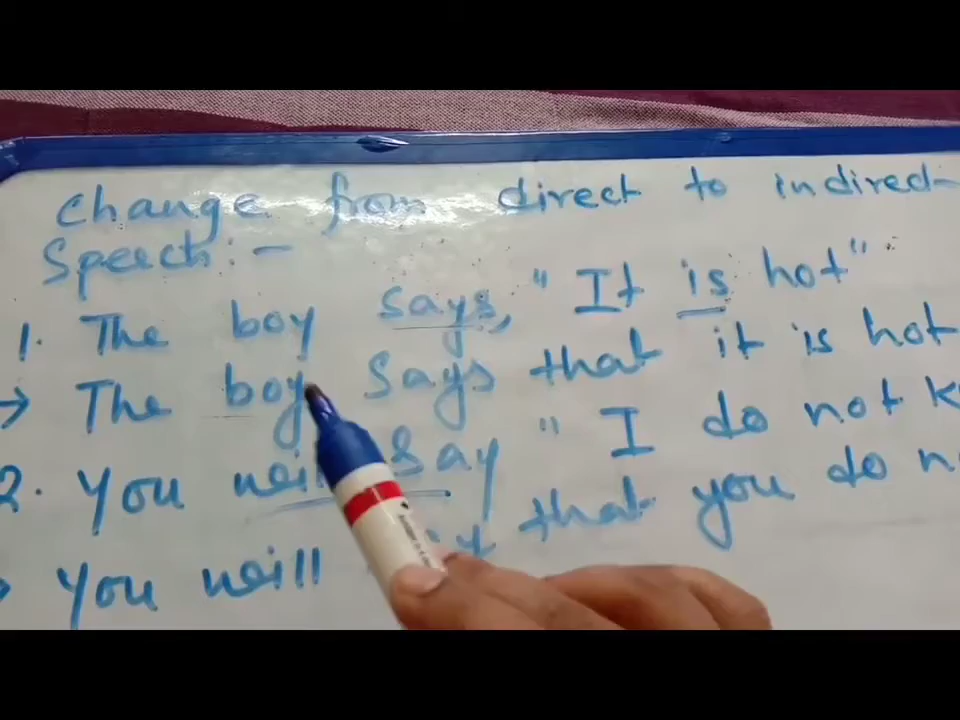 Change from direct to indirect
Speech:-
1. The boy says, "It is hot"
→ The boy says that it is hot
2. You will say "I do not
You will that you do